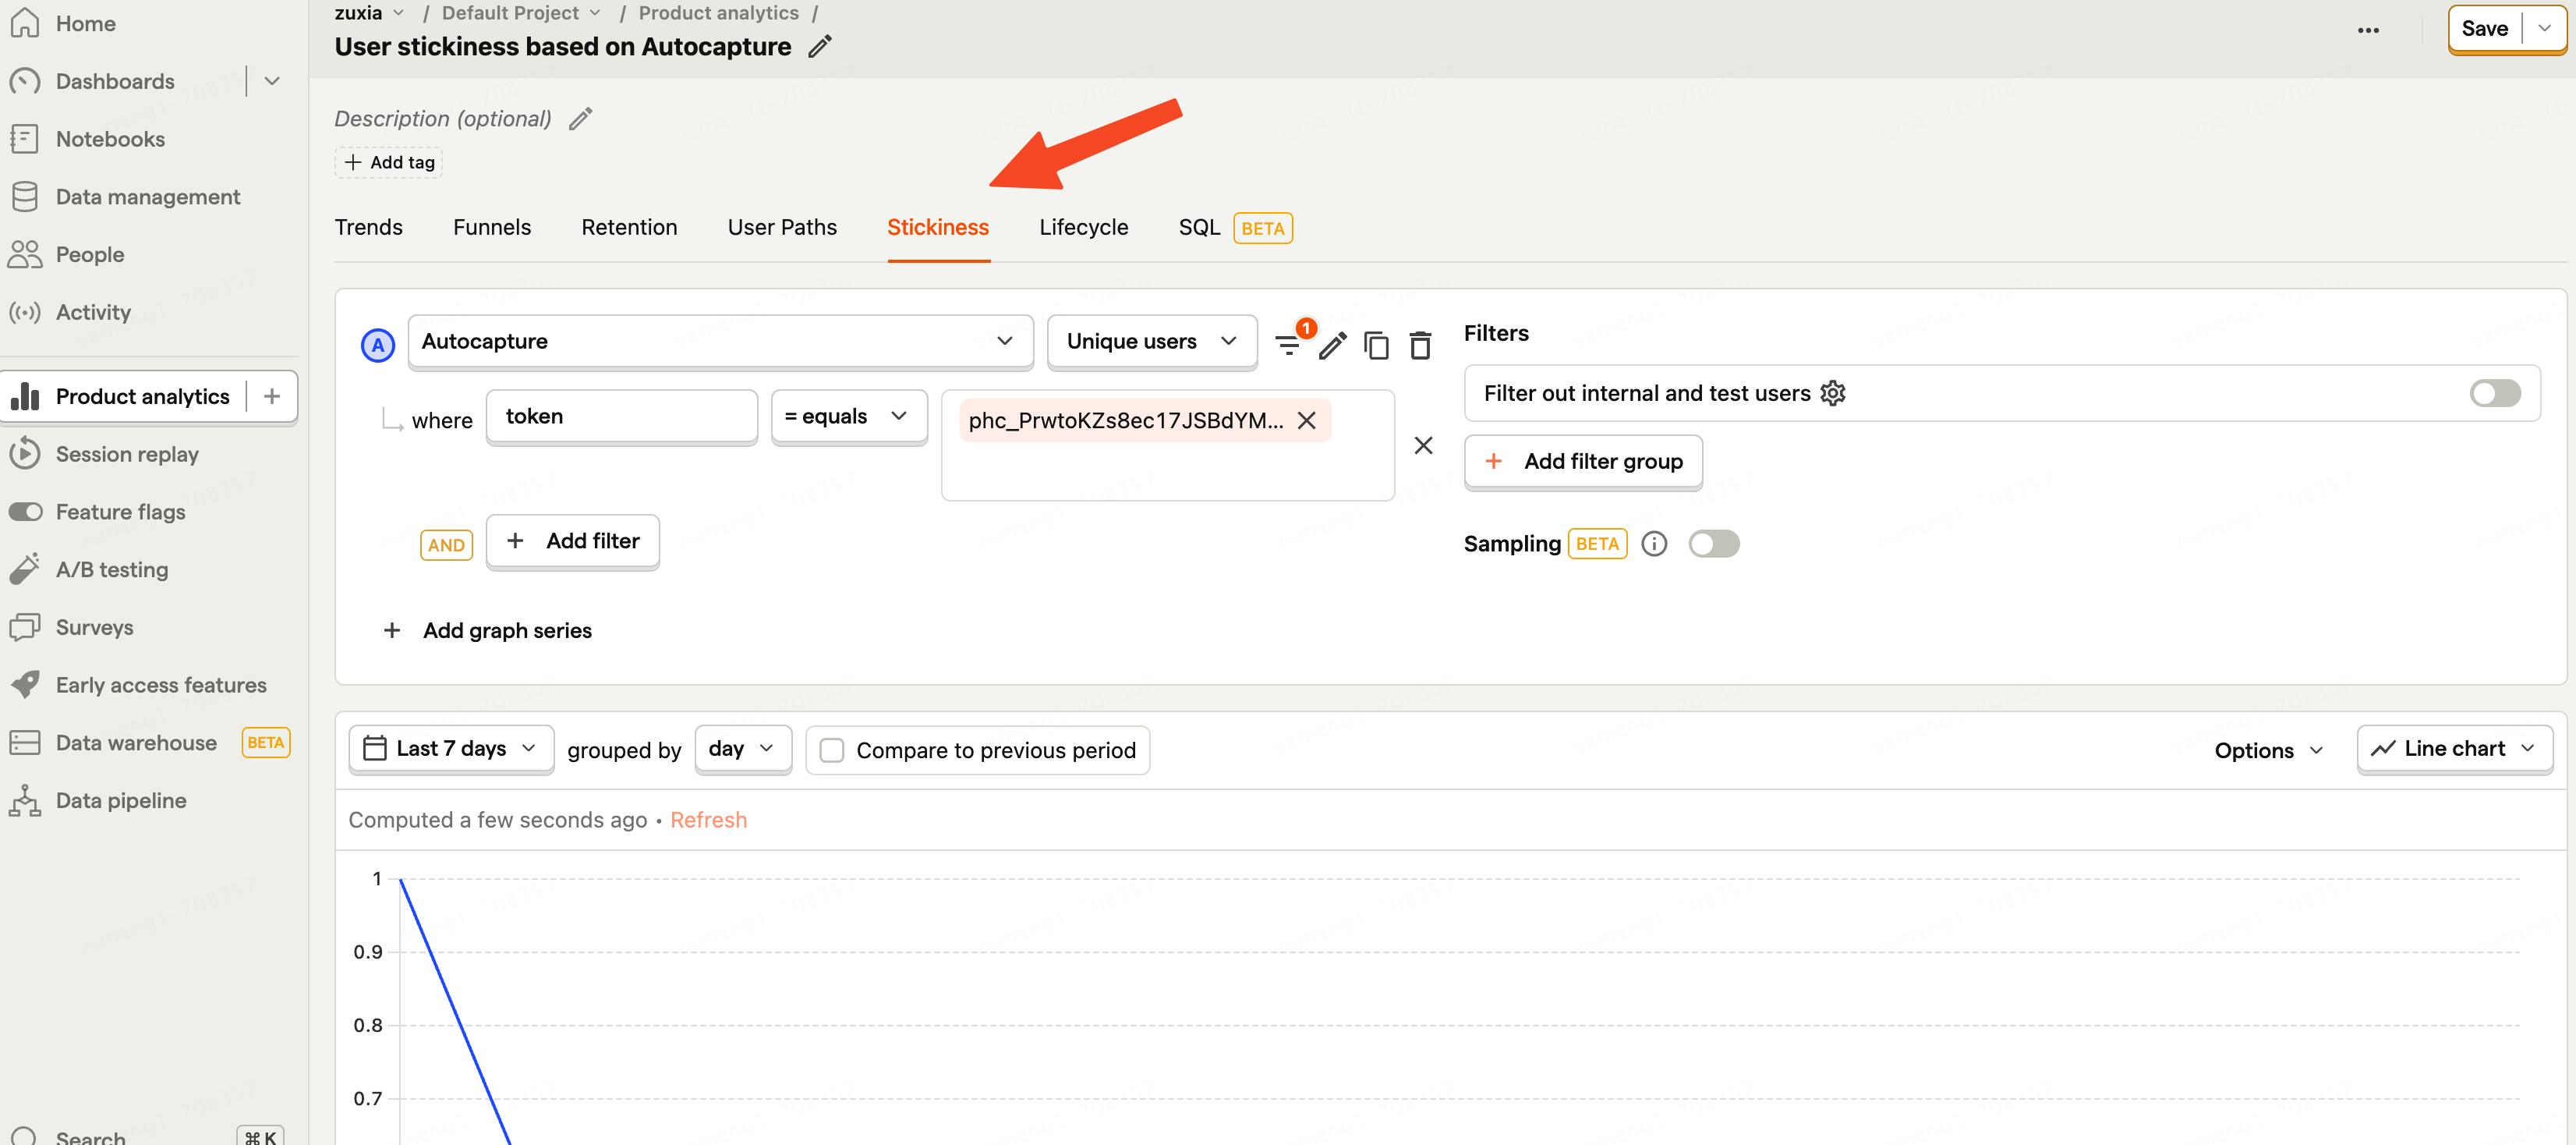 Home
Dashboards
Notebooks
Data management
People
Activity
Product analytics
Session replay
Feature flags
A/B testing
Surveys
Early access features
Data warehouse BETA
Data pipeline
Search ⌘ K
zuxia / Default Project / Product analytics /
User stickiness based on Autocapture
Save
Description (optional)
+ Add tag
Trends Funnels Retention User Paths Stickiness Lifecycle SQL BETA
A Autocapture Unique users 1
where token = equals phc_PrwtoKZs8ec17JSBdYM...
AND + Add filter
+ Add graph series
Filters
Filter out internal and test users
+ Add filter group
Sampling BETA
Last 7 days grouped by day Compare to previous period Options Line chart
Computed a few seconds ago • Refresh
1
0.9
0.8
0.7